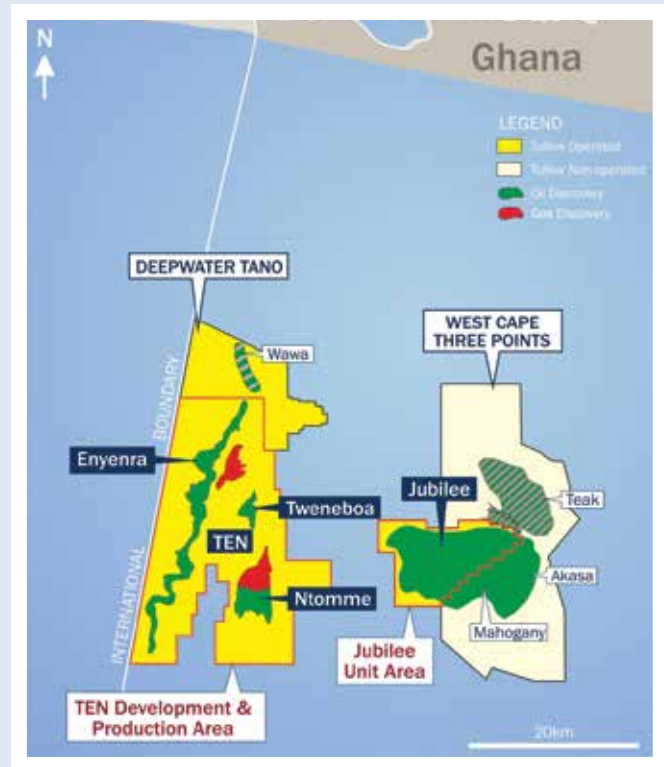 N
Ghana
LEGEND
Tullow Operated
Tullow Non-operated
Oil Discovery
Gas Discovery
DEEPWATER TANO
WEST CAPE
THREE POINTS
Wawa
INTERNATIONAL BOUNDARY
Enyenra
Tweneboa
TEN
Ntomme
Jubilee
Teak
Akasa
Mahogany
Jubilee
Unit Area
TEN Development &
Production Area
20km